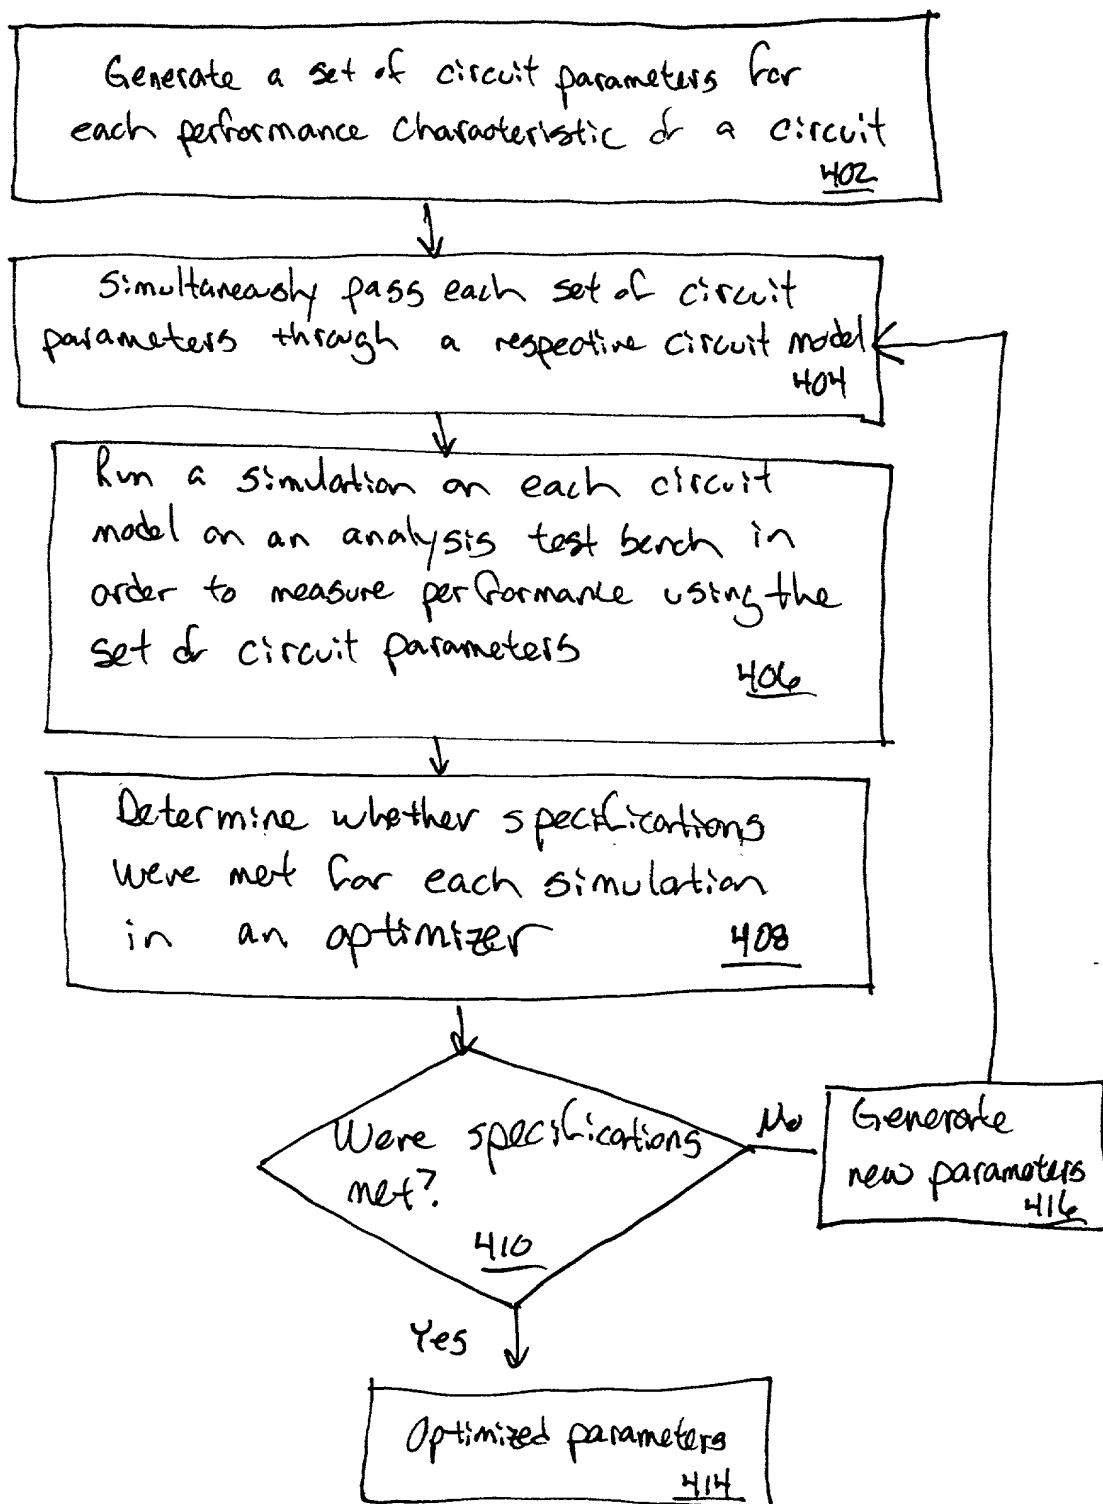 Generate a set of circuit parameters for
each performance characteristic of a circuit
402
Simultaneously pass each set of circuit
parameters through a respective circuit model
404
Run a simulation on each circuit
model on an analysis test bench in
order to measure performance using the
set of circuit parameters
406
Determine whether specifications
were met for each simulation
in an optimizer
408
Were specifications
met?
410
No
Generate
new parameters
416
Yes
Optimized parameters
414